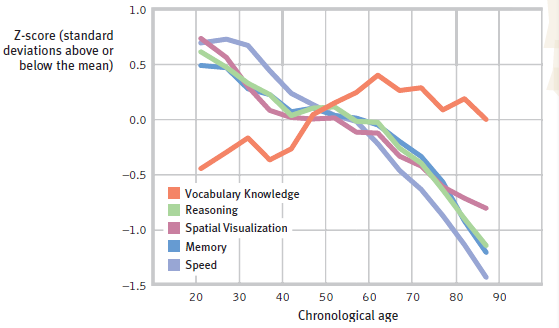 Z-score (standard
deviations above or
below the mean)
1.0
0.5
0.0
−0.5
−1.0
−1.5
Vocabulary Knowledge
Reasoning
Spatial Visualization
Memory
Speed
20 30 40 50 60 70 80 90
Chronological age